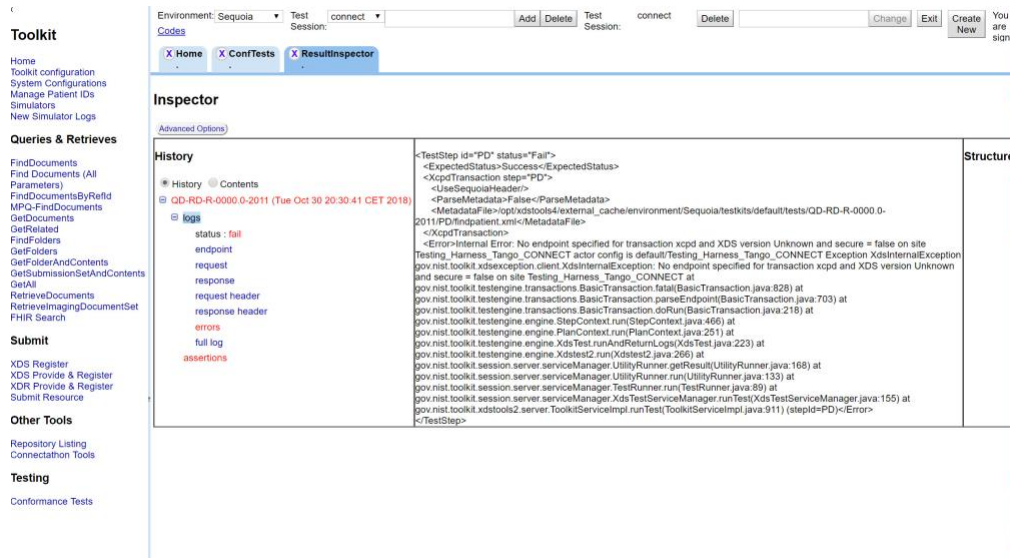 Toolkit
Home
Toolkit configuration
System Configurations
Manage Patient IDs
Simulators
New Simulator Logs
Queries & Retrieves
FindDocuments
Find Documents (All
Parameters)
FindDocumentsByRefId
MPQ-FindDocuments
GetDocuments
GetRelated
FindFolders
GetFolders
GetFolderAndContents
GetSubmissionSetAndContents
GetAll
RetrieveDocuments
RetrieveImagingDocumentSet
FHIR Search
Submit
XDS Register
XDS Provide & Register
XDR Provide & Register
Submit Resource
Other Tools
Repository Listing
Connectathon Tools
Testing
Conformance Tests
Environment: Sequoia Test Session: connect Add Delete Test Session: connect Delete Change Exit Create New You are sign
Codes
X Home X ConfTests X ResultInspector
Inspector
Advanced Options
History
History Contents
QD-RD-R-0000.0-2011 (Tue Oct 30 20:30:41 CET 2018)
logs
status : fail
endpoint
request
response
request header
response header
errors
full log
assertions
<TestStep id="PD" status="Fail">
<ExpectedStatus>Success</ExpectedStatus>
<XcpdTransaction step="PD">
<UseSequoiaHeader/>
<ParseMetadata>False</ParseMetadata>
<MetadataFile>/opt/xdstools4/external_cache/environment/Sequoia/testkits/default/tests/QD-RD-R-0000.0-
2011/PD/findpatient.xml</MetadataFile>
</XcpdTransaction>
<Error>Internal Error: No endpoint specified for transaction xcpd and XDS version Unknown and secure = false on site
Testing_Harness_Tango_CONNECT actor config is default/Testing_Harness_Tango_CONNECT Exception XdsInternalException
gov.nist.toolkit.xdsexception.client.XdsInternalException: No endpoint specified for transaction xcpd and XDS version Unknown
and secure = false on site Testing_Harness_Tango_CONNECT at
gov.nist.toolkit.testengine.transactions.BasicTransaction.fatal(BasicTransaction.java:828) at
gov.nist.toolkit.testengine.transactions.BasicTransaction.parseEndpoint(BasicTransaction.java:703) at
gov.nist.toolkit.testengine.transactions.BasicTransaction.doRun(BasicTransaction.java:218) at
gov.nist.toolkit.testengine.engine.StepContext.run(StepContext.java:466) at
gov.nist.toolkit.testengine.engine.PlanContext.run(PlanContext.java:251) at
gov.nist.toolkit.testengine.engine.XdsTest.runAndReturnLogs(XdsTest.java:223) at
gov.nist.toolkit.testengine.engine.Xdstest2.run(Xdstest2.java:266) at
gov.nist.toolkit.session.server.serviceManager.UtilityRunner.getResult(UtilityRunner.java:168) at
gov.nist.toolkit.session.server.serviceManager.UtilityRunner.run(UtilityRunner.java:133) at
gov.nist.toolkit.session.server.serviceManager.TestRunner.run(TestRunner.java:89) at
gov.nist.toolkit.session.server.serviceManager.XdsTestServiceManager.runTest(XdsTestServiceManager.java:155) at
gov.nist.toolkit.xdstools2.server.ToolkitServiceImpl.runTest(ToolkitServiceImpl.java:911) (stepId=PD)</Error>
</TestStep>
Structure